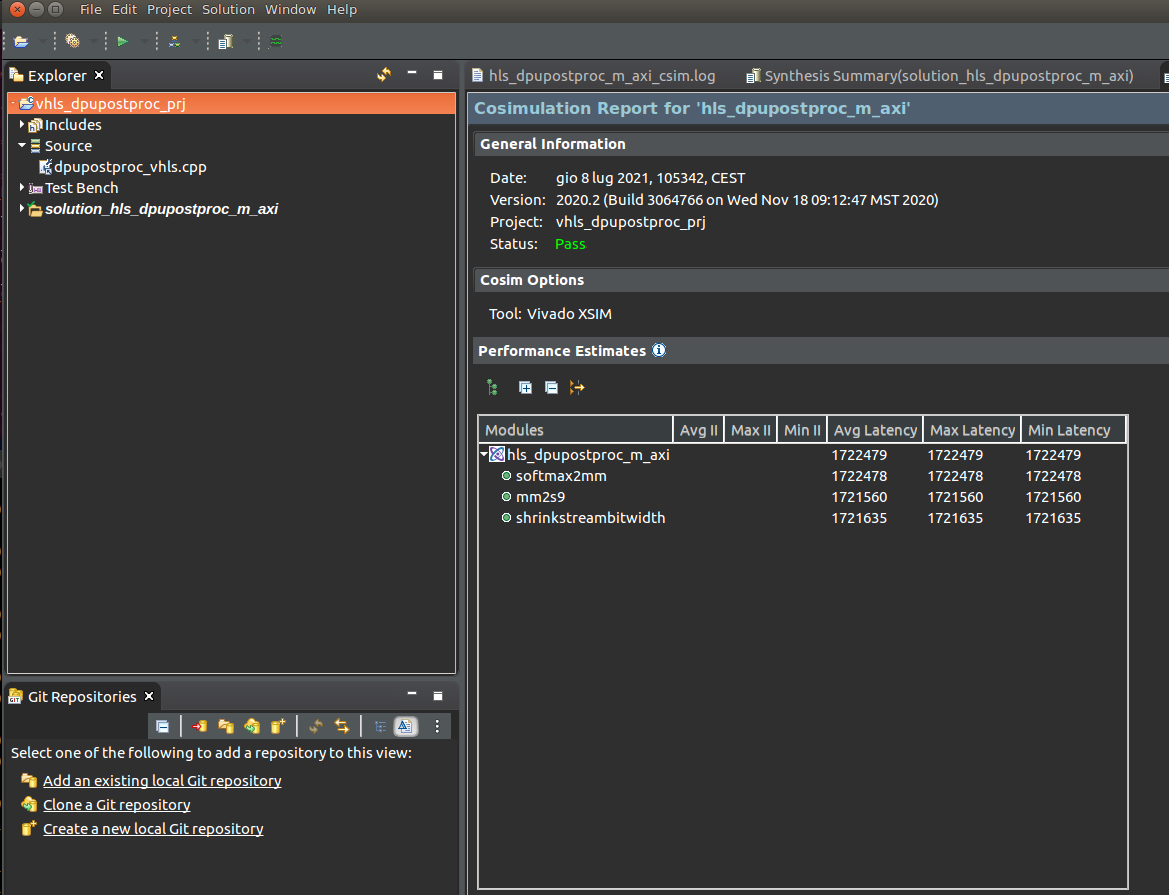 File Edit Project Solution Window Help
Explorer
vhls_dpupostproc_prj
Includes
Source
dpupostproc_vhls.cpp
Test Bench
solution_hls_dpupostproc_m_axi
Git Repositories
Select one of the following to add a repository to this view:
Add an existing local Git repository
Clone a Git repository
Create a new local Git repository
hls_dpupostproc_m_axi_csim.log Synthesis Summary(solution_hls_dpupostproc_m_axi)
Cosimulation Report for 'hls_dpupostproc_m_axi'
General Information
Date: gio 8 lug 2021, 105342, CEST
Version: 2020.2 (Build 3064766 on Wed Nov 18 09:12:47 MST 2020)
Project: vhls_dpupostproc_prj
Status: Pass
Cosim Options
Tool: Vivado XSIM
Performance Estimates
Modules Avg II Max II Min II Avg Latency Max Latency Min Latency
hls_dpupostproc_m_axi 1722479 1722479 1722479
softmax2mm 1722478 1722478 1722478
mm2s9 1721560 1721560 1721560
shrinkstreambitwidth 1721635 1721635 1721635